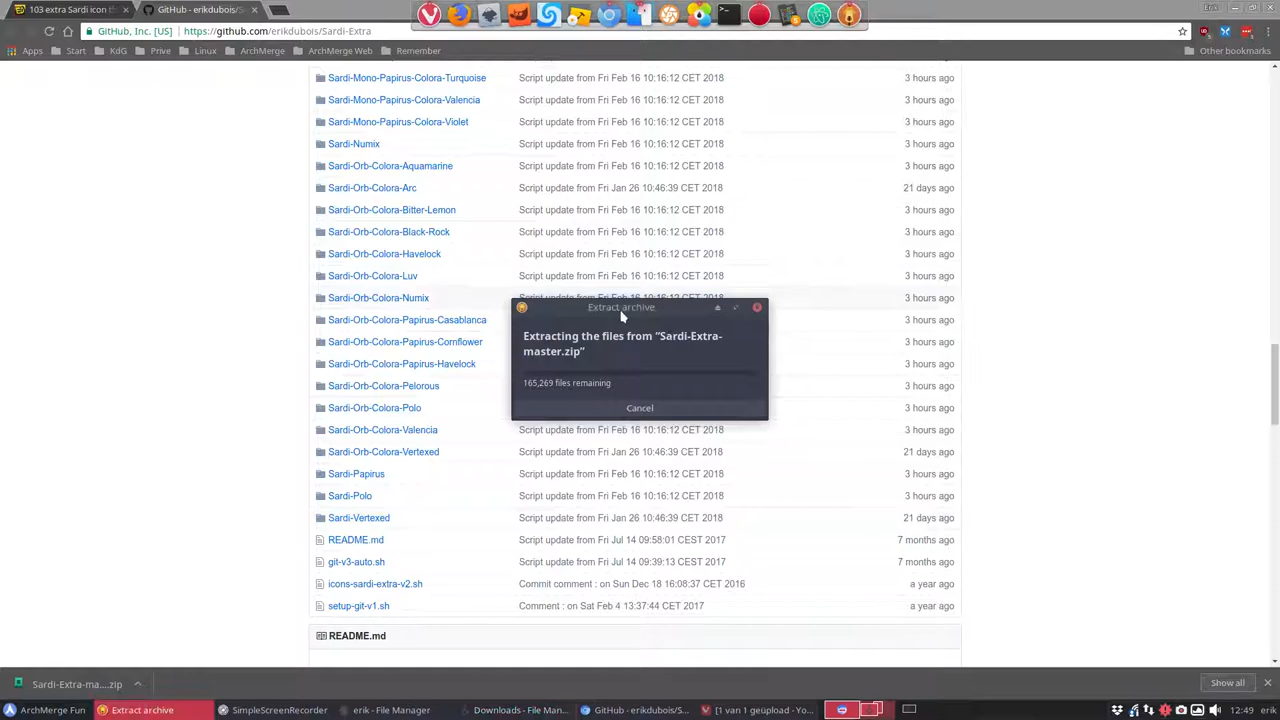 103 extra Sardi icon th
GitHub - erikdubois/S
Eris
GitHub, Inc. [US]
https://github.com/erikdubois/Sardi-Extra
Apps
Start
KdG
Prive
Linux
ArchMerge
ArchMerge Web
Remember
Other bookmarks
Sardi-Mono-Papirus-Colora-Turquoise Script update from Fri Feb 16 10:16:12 CET 2018 3 hours ago
Sardi-Mono-Papirus-Colora-Valencia Script update from Fri Feb 16 10:16:12 CET 2018 3 hours ago
Sardi-Mono-Papirus-Colora-Violet Script update from Fri Feb 16 10:16:12 CET 2018 3 hours ago
Sardi-Numix Script update from Fri Feb 16 10:16:12 CET 2018 3 hours ago
Sardi-Orb-Colora-Aquamarine Script update from Fri Feb 16 10:16:12 CET 2018 3 hours ago
Sardi-Orb-Colora-Arc Script update from Fri Jan 26 10:46:39 CET 2018 21 days ago
Sardi-Orb-Colora-Bitter-Lemon Script update from Fri Feb 16 10:16:12 CET 2018 3 hours ago
Sardi-Orb-Colora-Black-Rock Script update from Fri Feb 16 10:16:12 CET 2018 3 hours ago
Sardi-Orb-Colora-Havelock Script update from Fri Feb 16 10:16:12 CET 2018 3 hours ago
Sardi-Orb-Colora-Luv Script update from Fri Feb 16 10:16:12 CET 2018 3 hours ago
Sardi-Orb-Colora-Numix Script update from Fri Feb 16 10:16:12 CET 2018 3 hours ago
Sardi-Orb-Colora-Papirus-Casablanca 3 hours ago
Sardi-Orb-Colora-Papirus-Cornflower 3 hours ago
Sardi-Orb-Colora-Papirus-Havelock 3 hours ago
Sardi-Orb-Colora-Pelorous 3 hours ago
Sardi-Orb-Colora-Polo 3 hours ago
Extract archive
Extracting the files from “Sardi-Extra-
master.zip”
165,269 files remaining
Cancel
Sardi-Orb-Colora-Valencia Script update from Fri Feb 16 10:16:12 CET 2018 3 hours ago
Sardi-Orb-Colora-Vertexed Script update from Fri Jan 26 10:46:39 CET 2018 21 days ago
Sardi-Papirus Script update from Fri Feb 16 10:16:12 CET 2018 3 hours ago
Sardi-Polo Script update from Fri Feb 16 10:16:12 CET 2018 3 hours ago
Sardi-Vertexed Script update from Fri Jan 26 10:46:39 CET 2018 21 days ago
README.md Script update from Fri Jul 14 09:58:01 CEST 2017 7 months ago
git-v3-auto.sh Script update from Fri Jul 14 09:39:13 CEST 2017 7 months ago
icons-sardi-extra-v2.sh Commit comment : on Sun Dec 18 16:08:37 CET 2016 a year ago
setup-git-v1.sh Comment : on Sat Feb 4 13:37:44 CET 2017 a year ago
README.md
Sardi-Extra-ma....zip
Show all
ArchMerge Fun
Extract archive
SimpleScreenRecorder
erik - File Manager
Downloads - File Man...
GitHub - erikdubois/S...
[1 van 1 geüpload - Yo...
12:49
erik